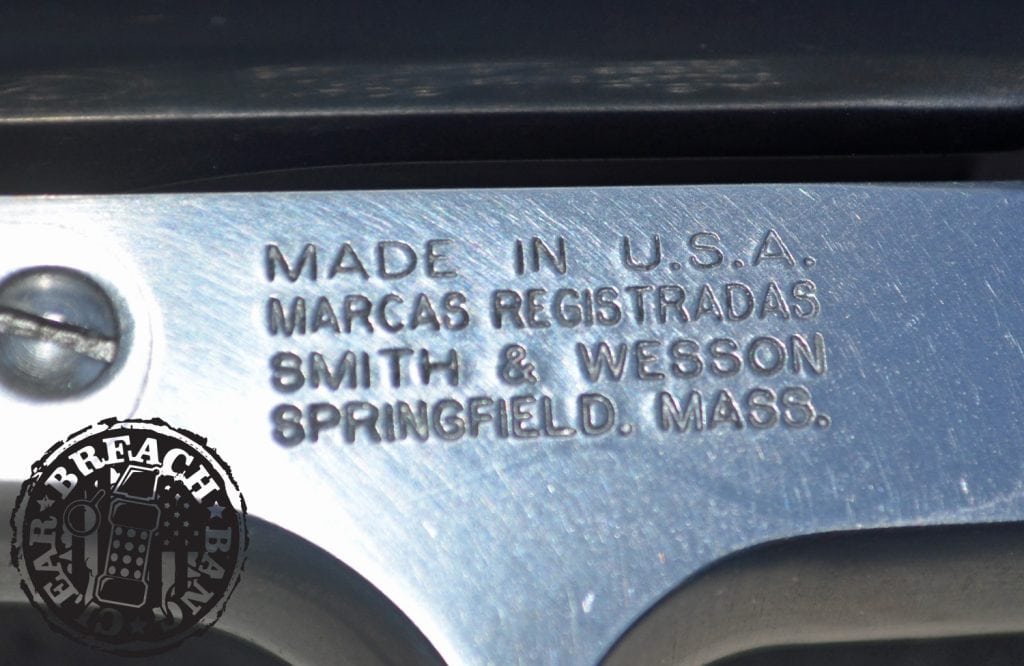 MADE IN U.S.A.
MARCAS REGISTRADAS
SMITH & WESSON
SPRINGFIELD, MASS.
BREACH BANG CLEAR